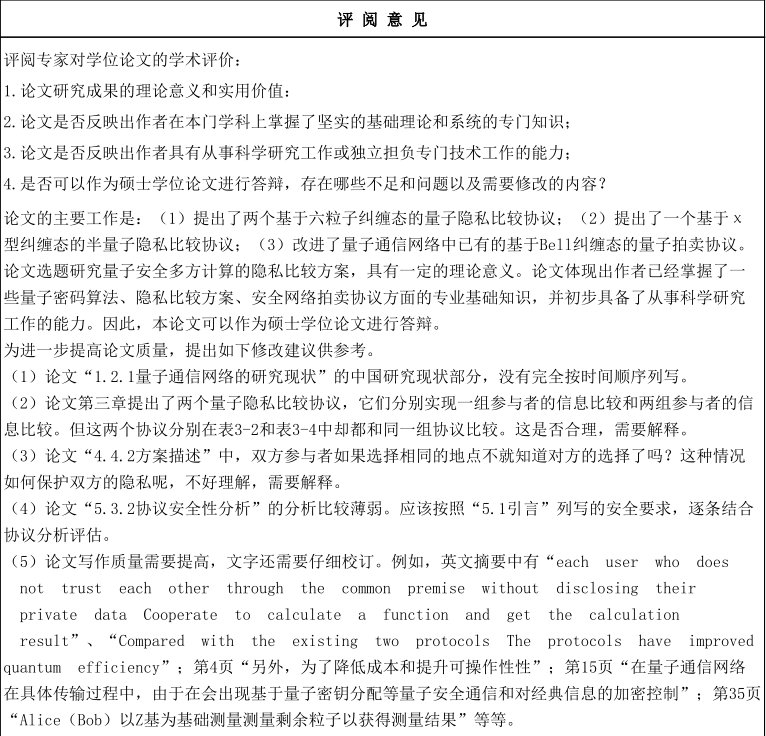 评 阅 意 见
评阅专家对学位论文的学术评价：
1.论文研究成果的理论意义和实用价值：
2.论文是否反映出作者在本门学科上掌握了坚实的基础理论和系统的专门知识；
3.论文是否反映出作者具有从事科学研究工作或独立担负专门技术工作的能力；
4.是否可以作为硕士学位论文进行答辩，存在哪些不足和问题以及需要修改的内容？
论文的主要工作是：（1）提出了两个基于六粒子纠缠态的量子隐私比较协议；（2）提出了一个基于 x
型纠缠态的半量子隐私比较协议；（3）改进了量子通信网络中已有的基于Bell纠缠态的量子拍卖协议。
论文选题研究量子安全多方计算的隐私比较方案，具有一定的理论意义。论文体现出作者已经掌握了一
些量子密码算法、隐私比较方案、安全网络拍卖协议方面的专业基础知识，并初步具备了从事科学研究
工作的能力。因此，本论文可以作为硕士学位论文进行答辩。
为进一步提高论文质量，提出如下修改建议供参考。
（1）论文“1.2.1量子通信网络的研究现状”的中国研究现状部分，没有完全按时间顺序列写。
（2）论文第三章提出了两个量子隐私比较协议，它们分别实现一组参与者的信息比较和两组参与者的信
息比较。但这两个协议分别在表3-2和表3-4中却都和同一组协议比较。这是否合理，需要解释。
（3）论文“4.4.2方案描述”中，双方参与者如果选择相同的地点不就知道对方的选择了吗？这种情况
如何保护双方的隐私呢，不好理解，需要解释。
（4）论文“5.3.2协议安全性分析”的分析比较薄弱。应该按照“5.1引言”列写的安全要求，逐条结合
协议分析评估。
（5）论文写作质量需要提高，文字还需要仔细校订。例如，英文摘要中有“each user who does
not trust each other through the common premise without disclosing their
private data Cooperate to calculate a function and get the calculation
result”、“Compared with the existing two protocols The protocols have improved
quantum efficiency”；第4页“另外，为了降低成本和提升可操作性性”；第15页“在量子通信网络
在具体传输过程中，由于在会出现基于量子密钥分配等量子安全通信和对经典信息的加密控制”；第35页
“Alice（Bob）以Z基为基础测量测量剩余粒子以获得测量结果”等等。